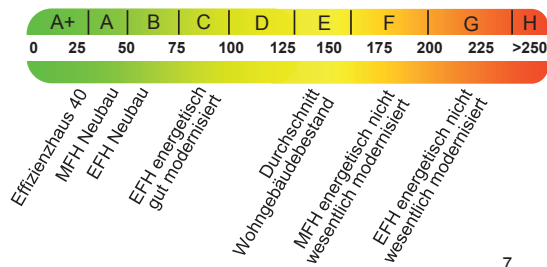 A+ A B C D E F G H
0 25 50 75 100 125 150 175 200 225 >250
Effizienzhaus 40
MFH Neubau
EFH Neubau
EFH energetisch
gut modernisiert
Durchschnitt
Wohngebäudebestand
MFH energetisch nicht
wesentlich modernisiert
EFH energetisch nicht
wesentlich modernisiert
7